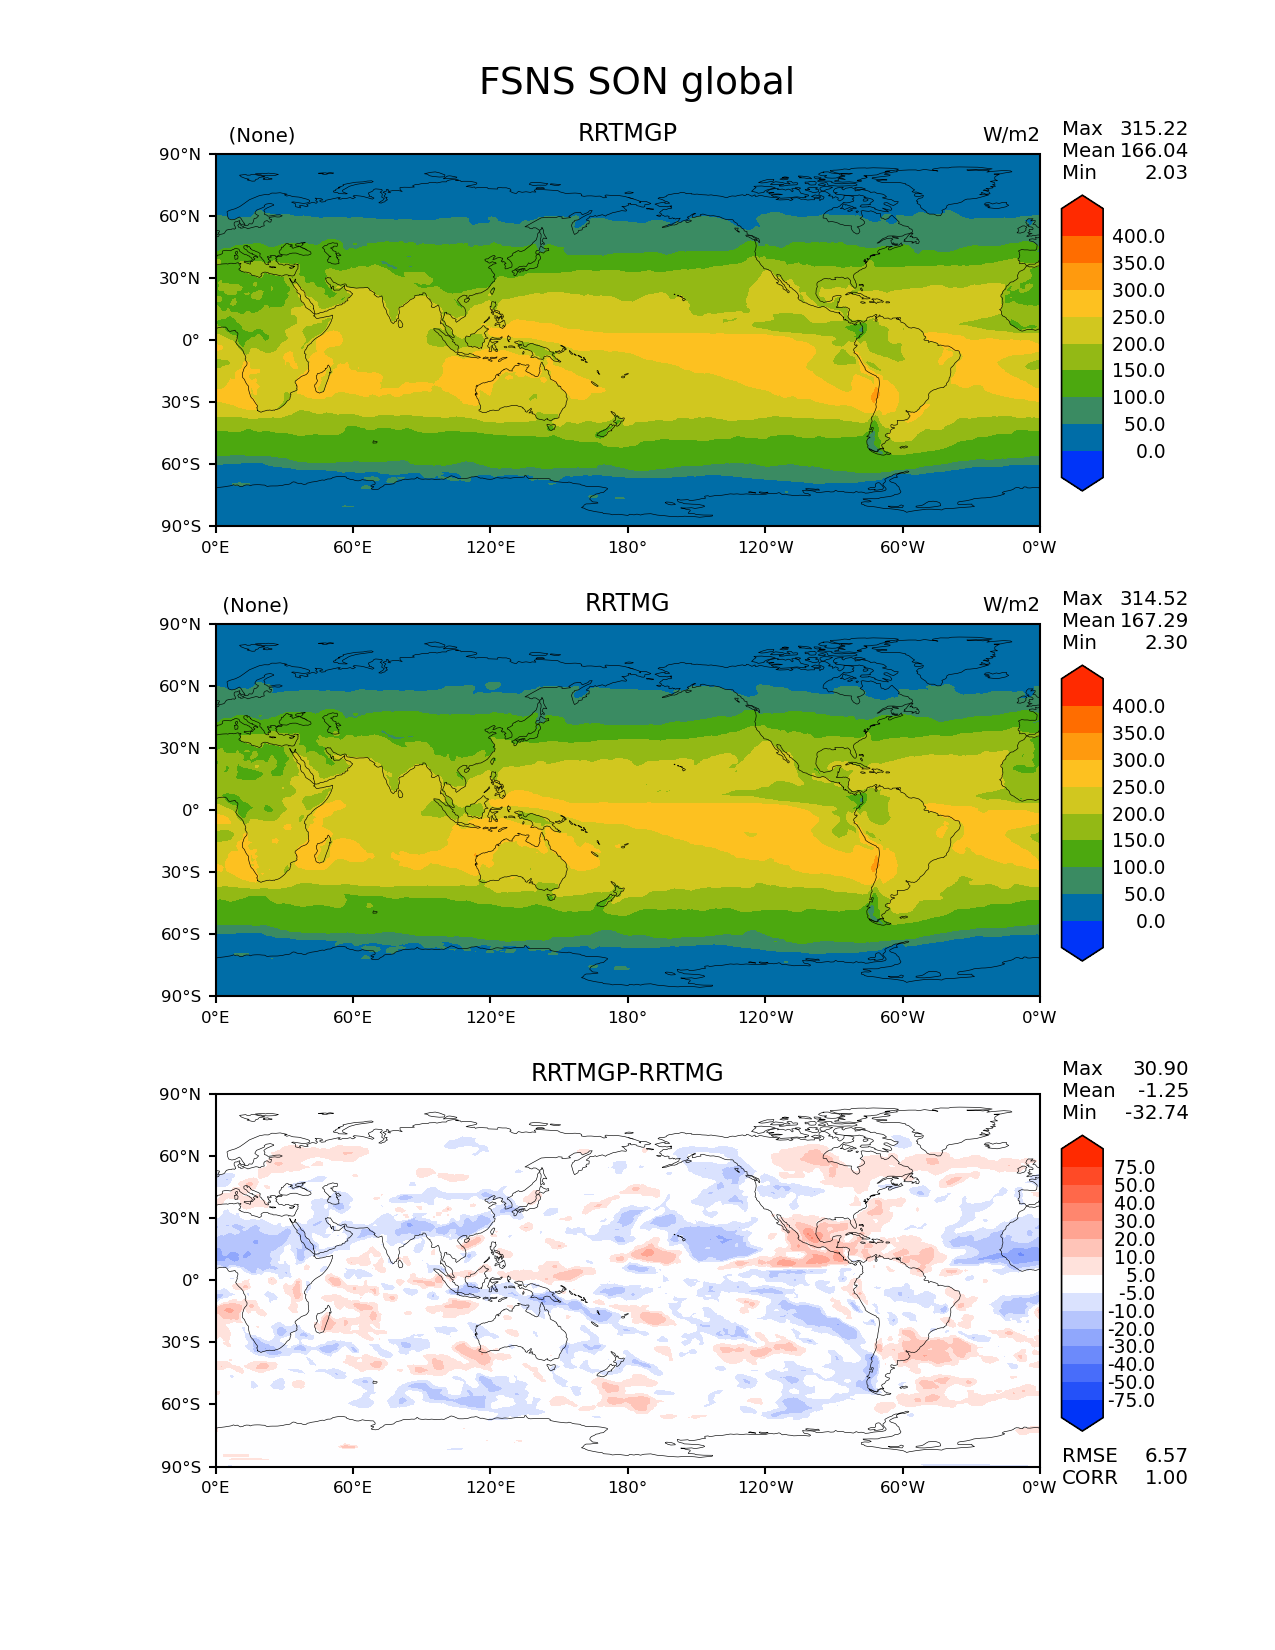 FSNS SON global
(None) RRTMGP W/m2
Max 315.22
Mean 166.04
Min 2.03
90°N
60°N
30°N
0°
30°S
60°S
90°S
0°E 60°E 120°E 180° 120°W 60°W 0°W
400.0
350.0
300.0
250.0
200.0
150.0
100.0
50.0
0.0
(None) RRTMG W/m2
Max 314.52
Mean 167.29
Min 2.30
90°N
60°N
30°N
0°
30°S
60°S
90°S
0°E 60°E 120°E 180° 120°W 60°W 0°W
400.0
350.0
300.0
250.0
200.0
150.0
100.0
50.0
0.0
RRTMGP-RRTMG
Max 30.90
Mean -1.25
Min -32.74
90°N
60°N
30°N
0°
30°S
60°S
90°S
0°E 60°E 120°E 180° 120°W 60°W 0°W
75.0
50.0
40.0
30.0
20.0
10.0
5.0
-5.0
-10.0
-20.0
-30.0
-40.0
-50.0
-75.0
RMSE 6.57
CORR 1.00